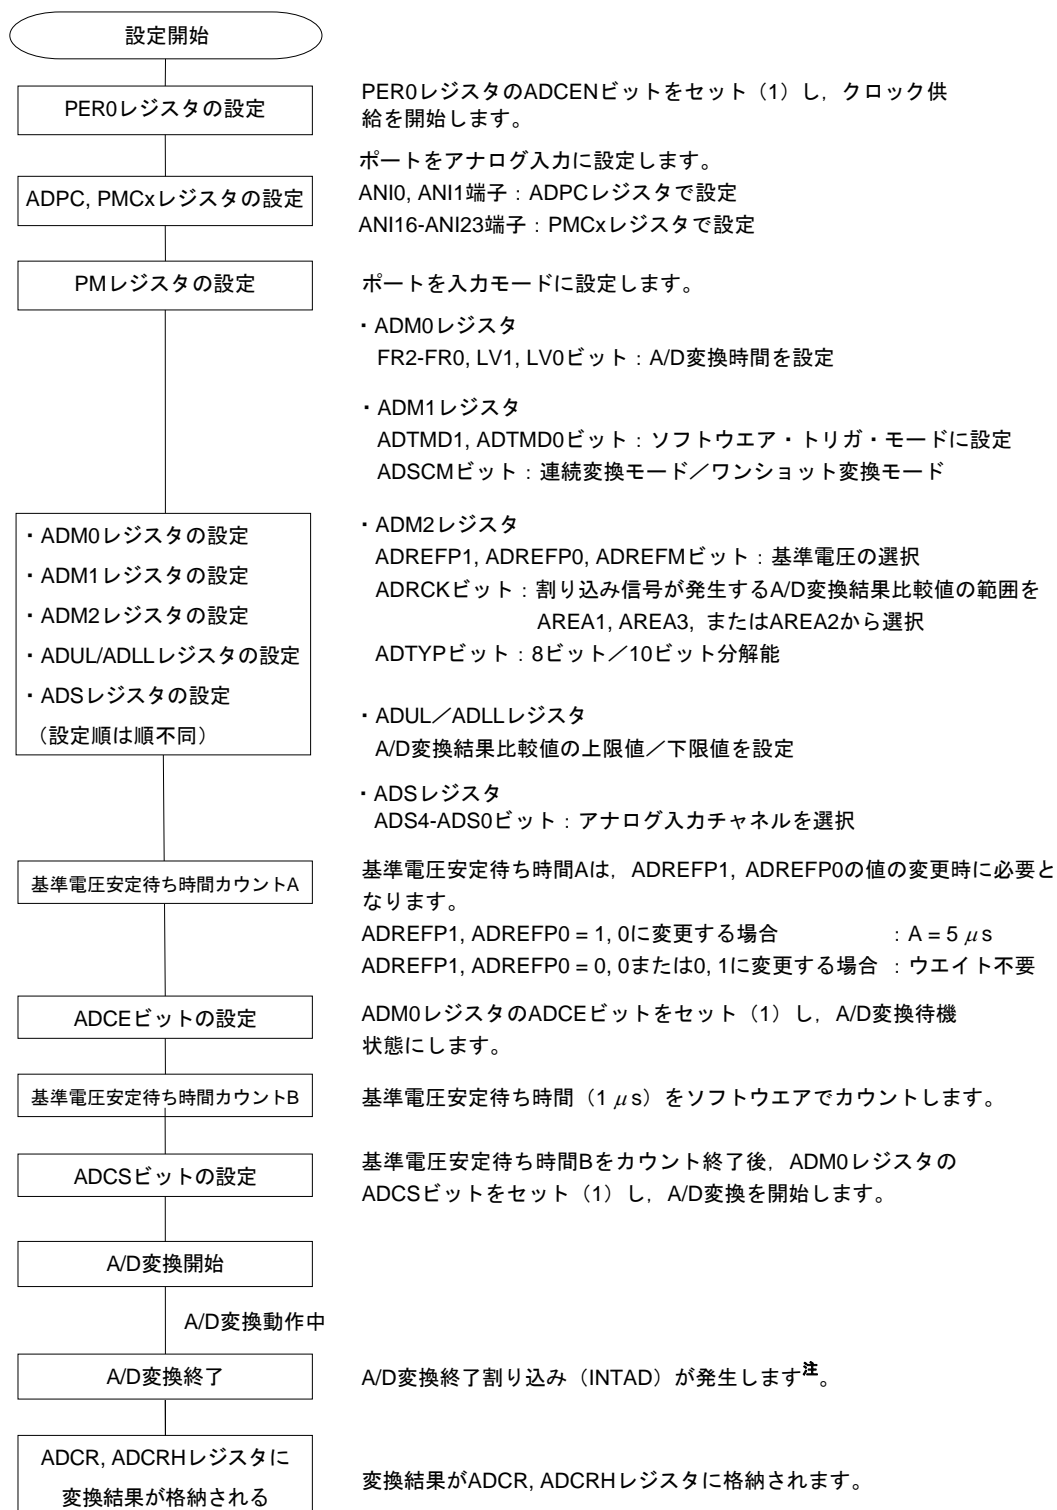 設定開始
PER0レジスタの設定
PER0レジスタのADCENビットをセット（1）し，クロック供
給を開始します。
ADPC, PMCxレジスタの設定
ポートをアナログ入力に設定します。
ANI0, ANI1端子：ADPCレジスタで設定
ANI16-ANI23端子：PMCxレジスタで設定
PMレジスタの設定
ポートを入力モードに設定します。
・ADM0レジスタの設定
・ADM1レジスタの設定
・ADM2レジスタの設定
・ADUL/ADLLレジスタの設定
・ADSレジスタの設定
（設定順は順不同）
・ADM0レジスタ
FR2-FR0, LV1, LV0ビット：A/D変換時間を設定
・ADM1レジスタ
ADTMD1, ADTMD0ビット：ソフトウエア・トリガ・モードに設定
ADSCMビット：連続変換モード／ワンショット変換モード
・ADM2レジスタ
ADREFP1, ADREFP0, ADREFMビット：基準電圧の選択
ADRCKビット：割り込み信号が発生するA/D変換結果比較値の範囲を
AREA1, AREA3, またはAREA2から選択
ADTYPビット：8ビット／10ビット分解能
・ADUL／ADLLレジスタ
A/D変換結果比較値の上限値／下限値を設定
・ADSレジスタ
ADS4-ADS0ビット：アナログ入力チャネルを選択
基準電圧安定待ち時間カウントA
基準電圧安定待ち時間Aは，ADREFP1, ADREFP0の値の変更時に必要と
なります。
ADREFP1, ADREFP0 = 1, 0に変更する場合 ：A = 5 μs
ADREFP1, ADREFP0 = 0, 0または0, 1に変更する場合 ：ウエイト不要
ADCEビットの設定
ADM0レジスタのADCEビットをセット（1）し，A/D変換待機
状態にします。
基準電圧安定待ち時間カウントB
基準電圧安定待ち時間（1 μs）をソフトウエアでカウントします。
ADCSビットの設定
基準電圧安定待ち時間Bをカウント終了後，ADM0レジスタの
ADCSビットをセット（1）し，A/D変換を開始します。
A/D変換開始
A/D変換動作中
A/D変換終了
A/D変換終了割り込み（INTAD）が発生します注。
ADCR, ADCRHレジスタに
変換結果が格納される
変換結果がADCR, ADCRHレジスタに格納されます。